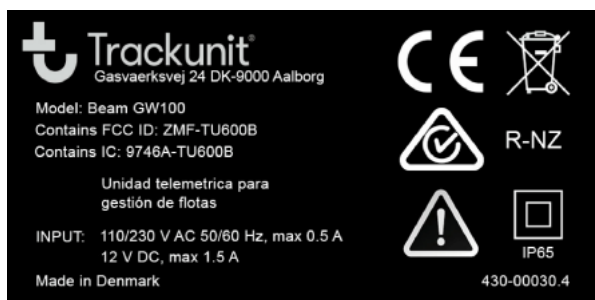 Trackunit®
Gasvaerksvej 24 DK-9000 Aalborg
Model: Beam GW100
Contains FCC ID: ZMF-TU600B
Contains IC: 9746A-TU600B
Unidad telemetrica para
gestión de flotas
INPUT: 110/230 V AC 50/60 Hz, max 0.5 A
12 V DC, max 1.5 A
Made in Denmark
CE
R-NZ
IP65
430-00030.4